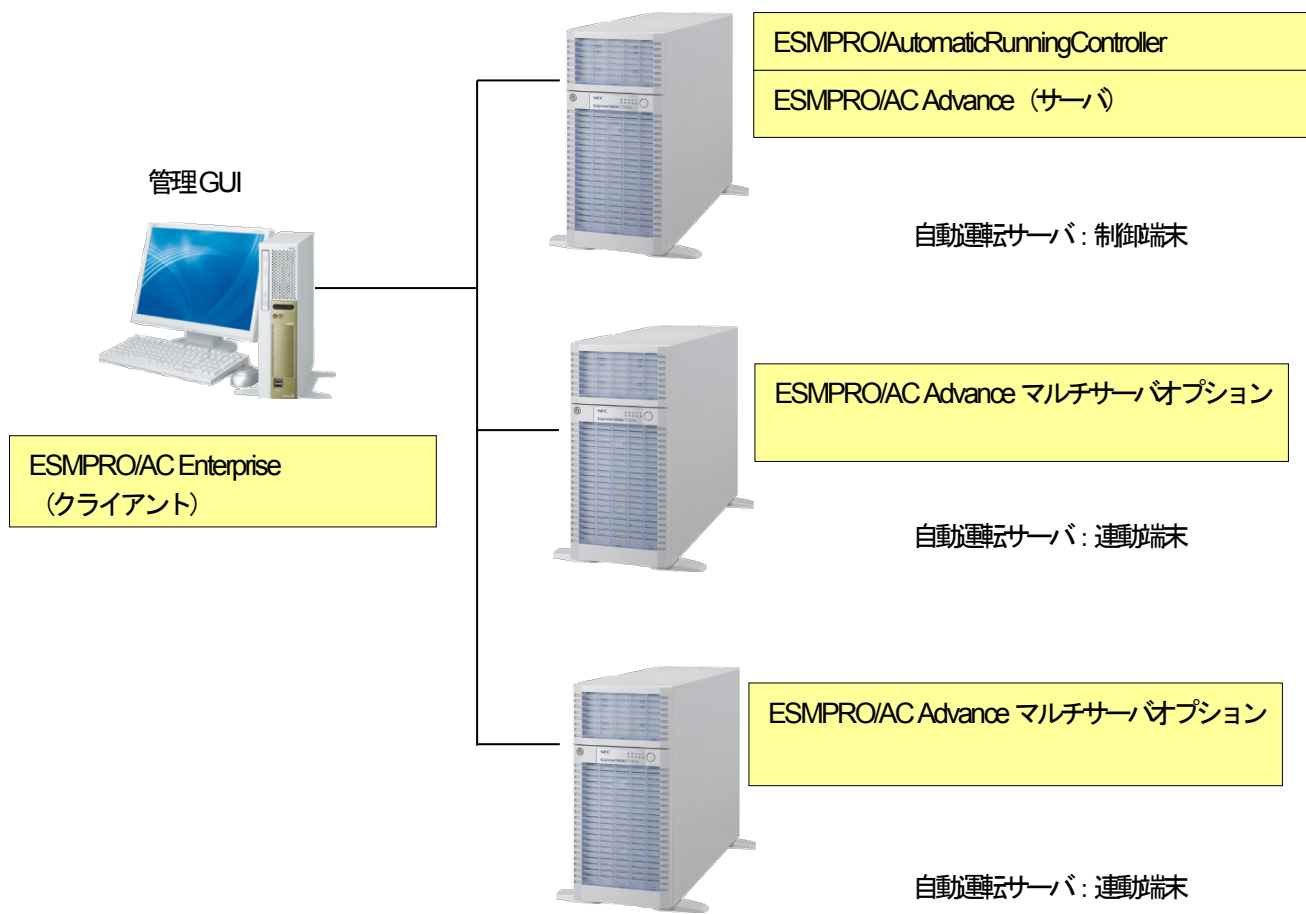 ESMPRO/AutomaticRunningController
ESMPRO/AC Advance（サーバ）
自動運転サーバ：制御端末
管理GUI
ESMPRO/AC Enterprise
（クライアント）
ESMPRO/AC Advance マルチサーバオプション
自動運転サーバ：連動端末
ESMPRO/AC Advance マルチサーバオプション
自動運転サーバ：連動端末
NEC
NEC
NEC